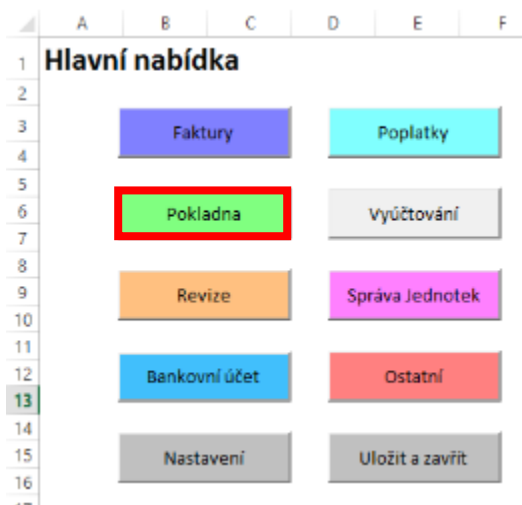 A B C D E F
1 Hlavní nabídka
2
3 Faktury Poplatky
4
5
6 Pokladna Vyúčtování
7
8
9 Revize Správa Jednotek
10
11
12 Bankovní účet Ostatní
13
14
15 Nastavení Uložit a zavřít
16